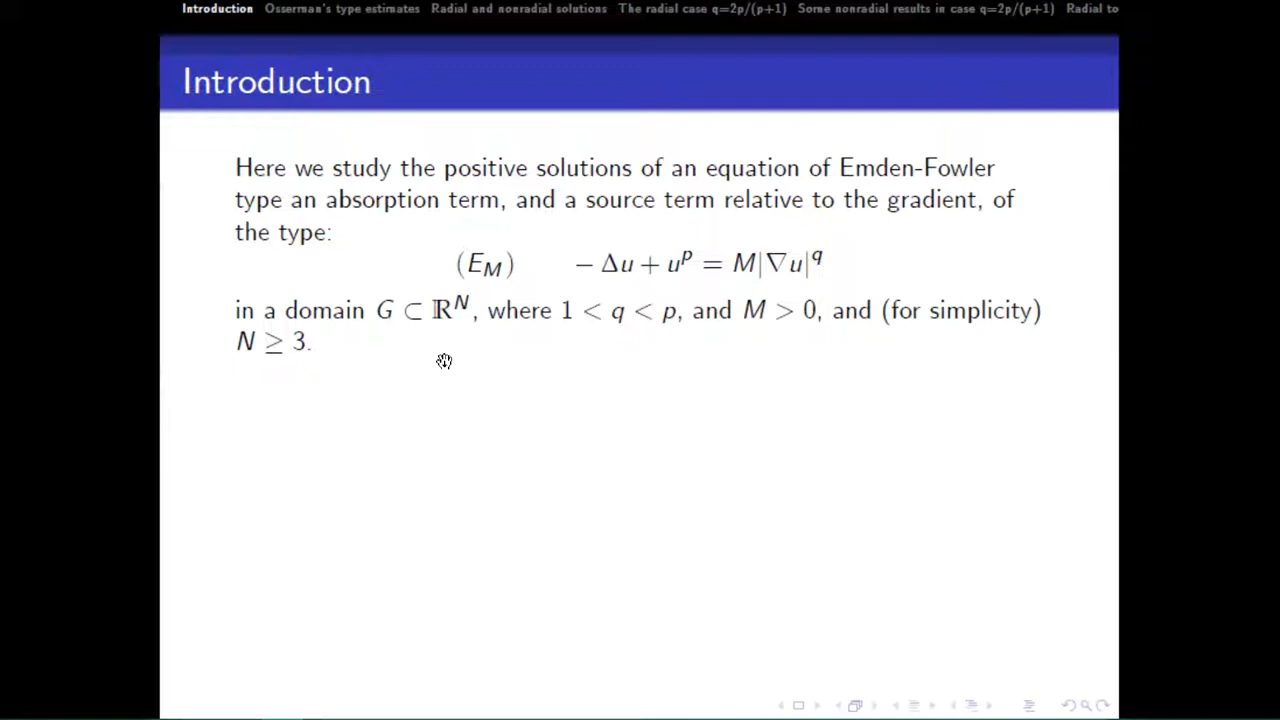 Introduction Osserman's type estimates Radial and nonradial solutions The radial case q=2p/(p+1) Some nonradial results in case q=2p/(p+1) Radial to
Introduction
Here we study the positive solutions of an equation of Emden-Fowler
type an absorption term, and a source term relative to the gradient, of
the type:
(E_M) − Δu + u^p = M|∇u|^q
in a domain G ⊂ ℝ^N, where 1 < q < p, and M > 0, and (for simplicity)
N ≥ 3.